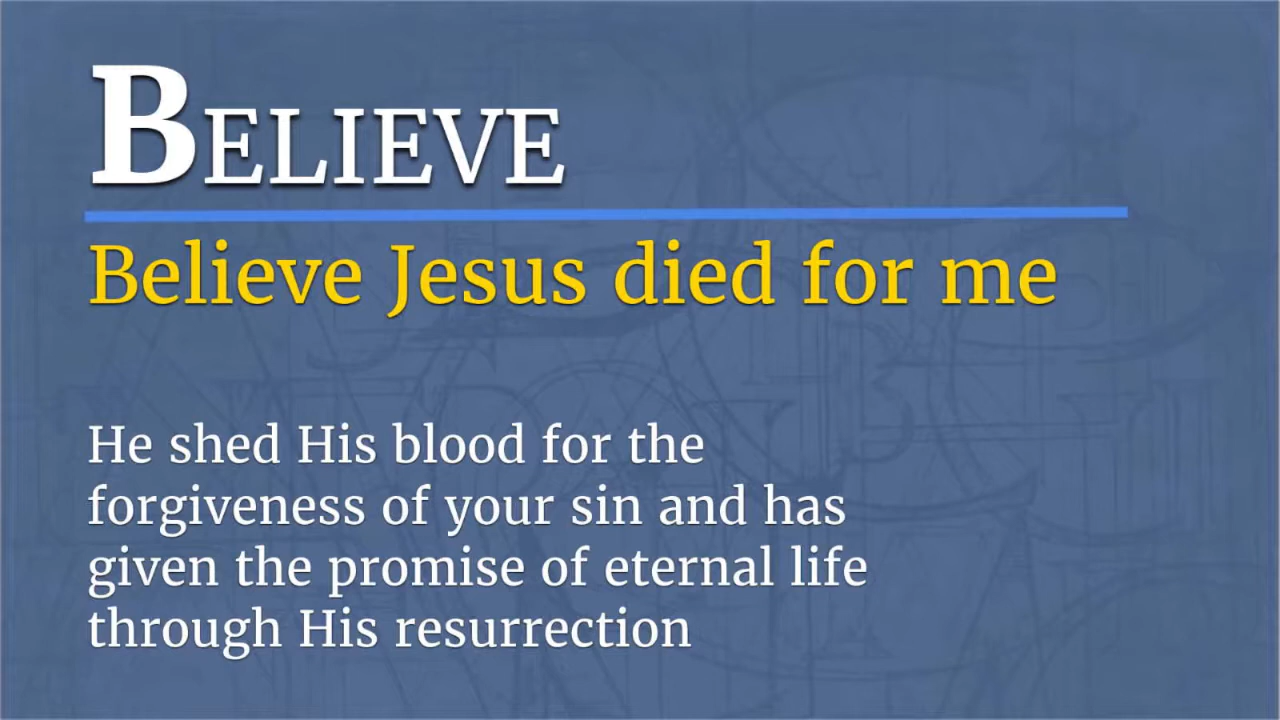 BELIEVE
Believe Jesus died for me
He shed His blood for the
forgiveness of your sin and has
given the promise of eternal life
through His resurrection